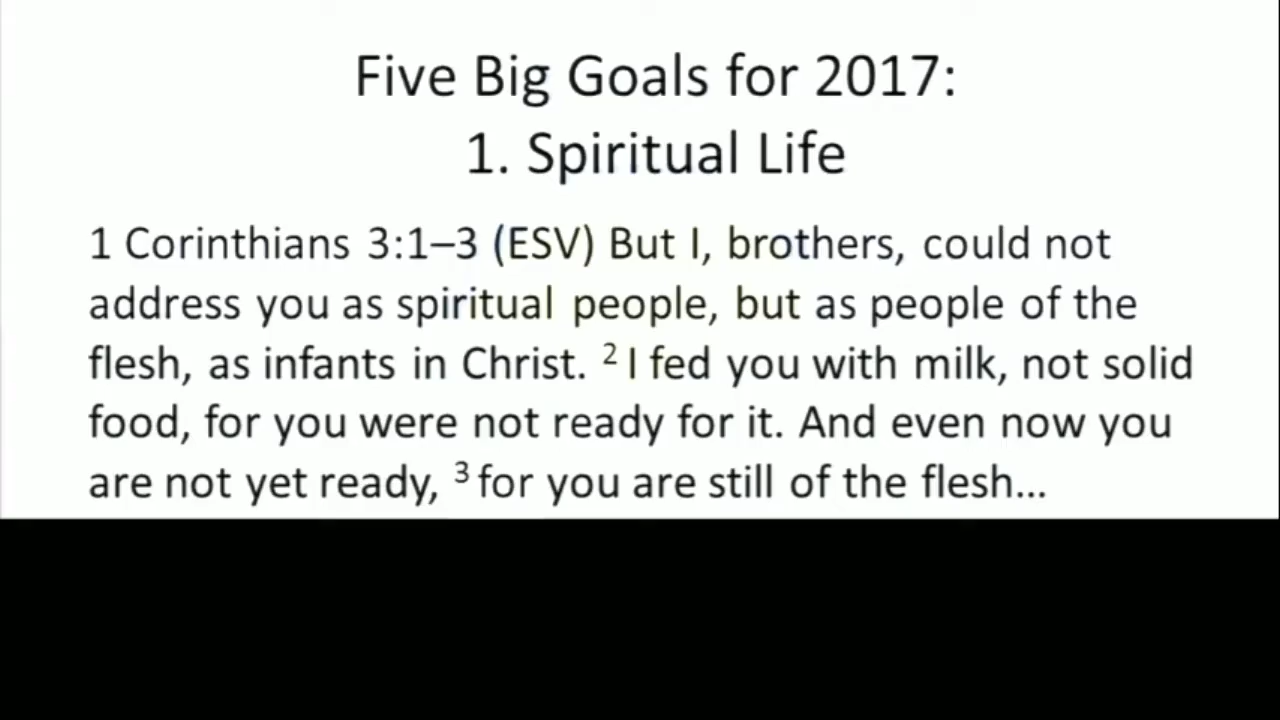 Five Big Goals for 2017:
1. Spiritual Life
1 Corinthians 3:1–3 (ESV) But I, brothers, could not
address you as spiritual people, but as people of the
flesh, as infants in Christ. ² I fed you with milk, not solid
food, for you were not ready for it. And even now you
are not yet ready, ³ for you are still of the flesh…